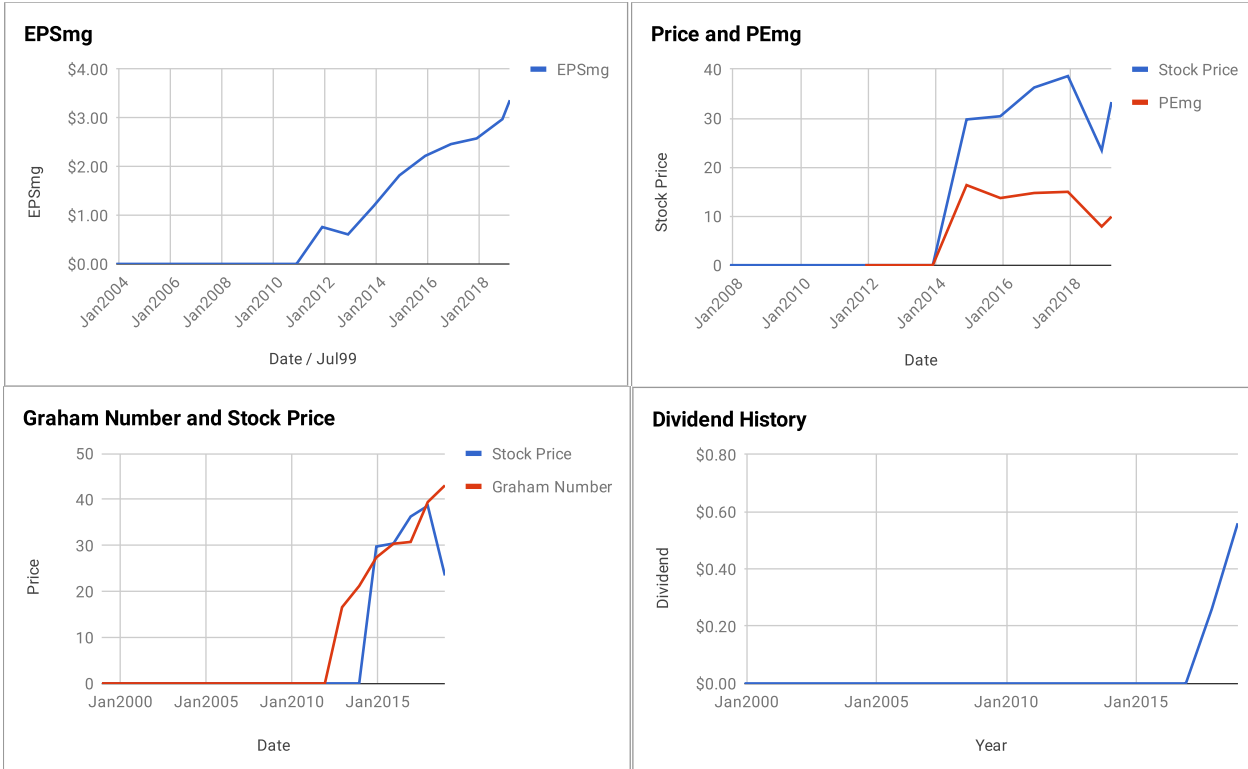 EPSmg
$4.00
$3.00
$2.00
$1.00
$0.00
EPSmg
EPSmg
Jan2004
Jan2006
Jan2008
Jan2010
Jan2012
Jan2014
Jan2016
Jan2018
Date / Jul99
Price and PEmg
40
30
20
10
0
Stock Price
Stock Price
PEmg
Jan2008
Jan2010
Jan2012
Jan2014
Jan2016
Jan2018
Date
Graham Number and Stock Price
50
40
30
20
10
0
Price
Stock Price
Graham Number
Jan2000
Jan2005
Jan2010
Jan2015
Date
Dividend History
$0.80
$0.60
$0.40
$0.20
$0.00
Dividend
Jan2000
Jan2005
Jan2010
Jan2015
Year